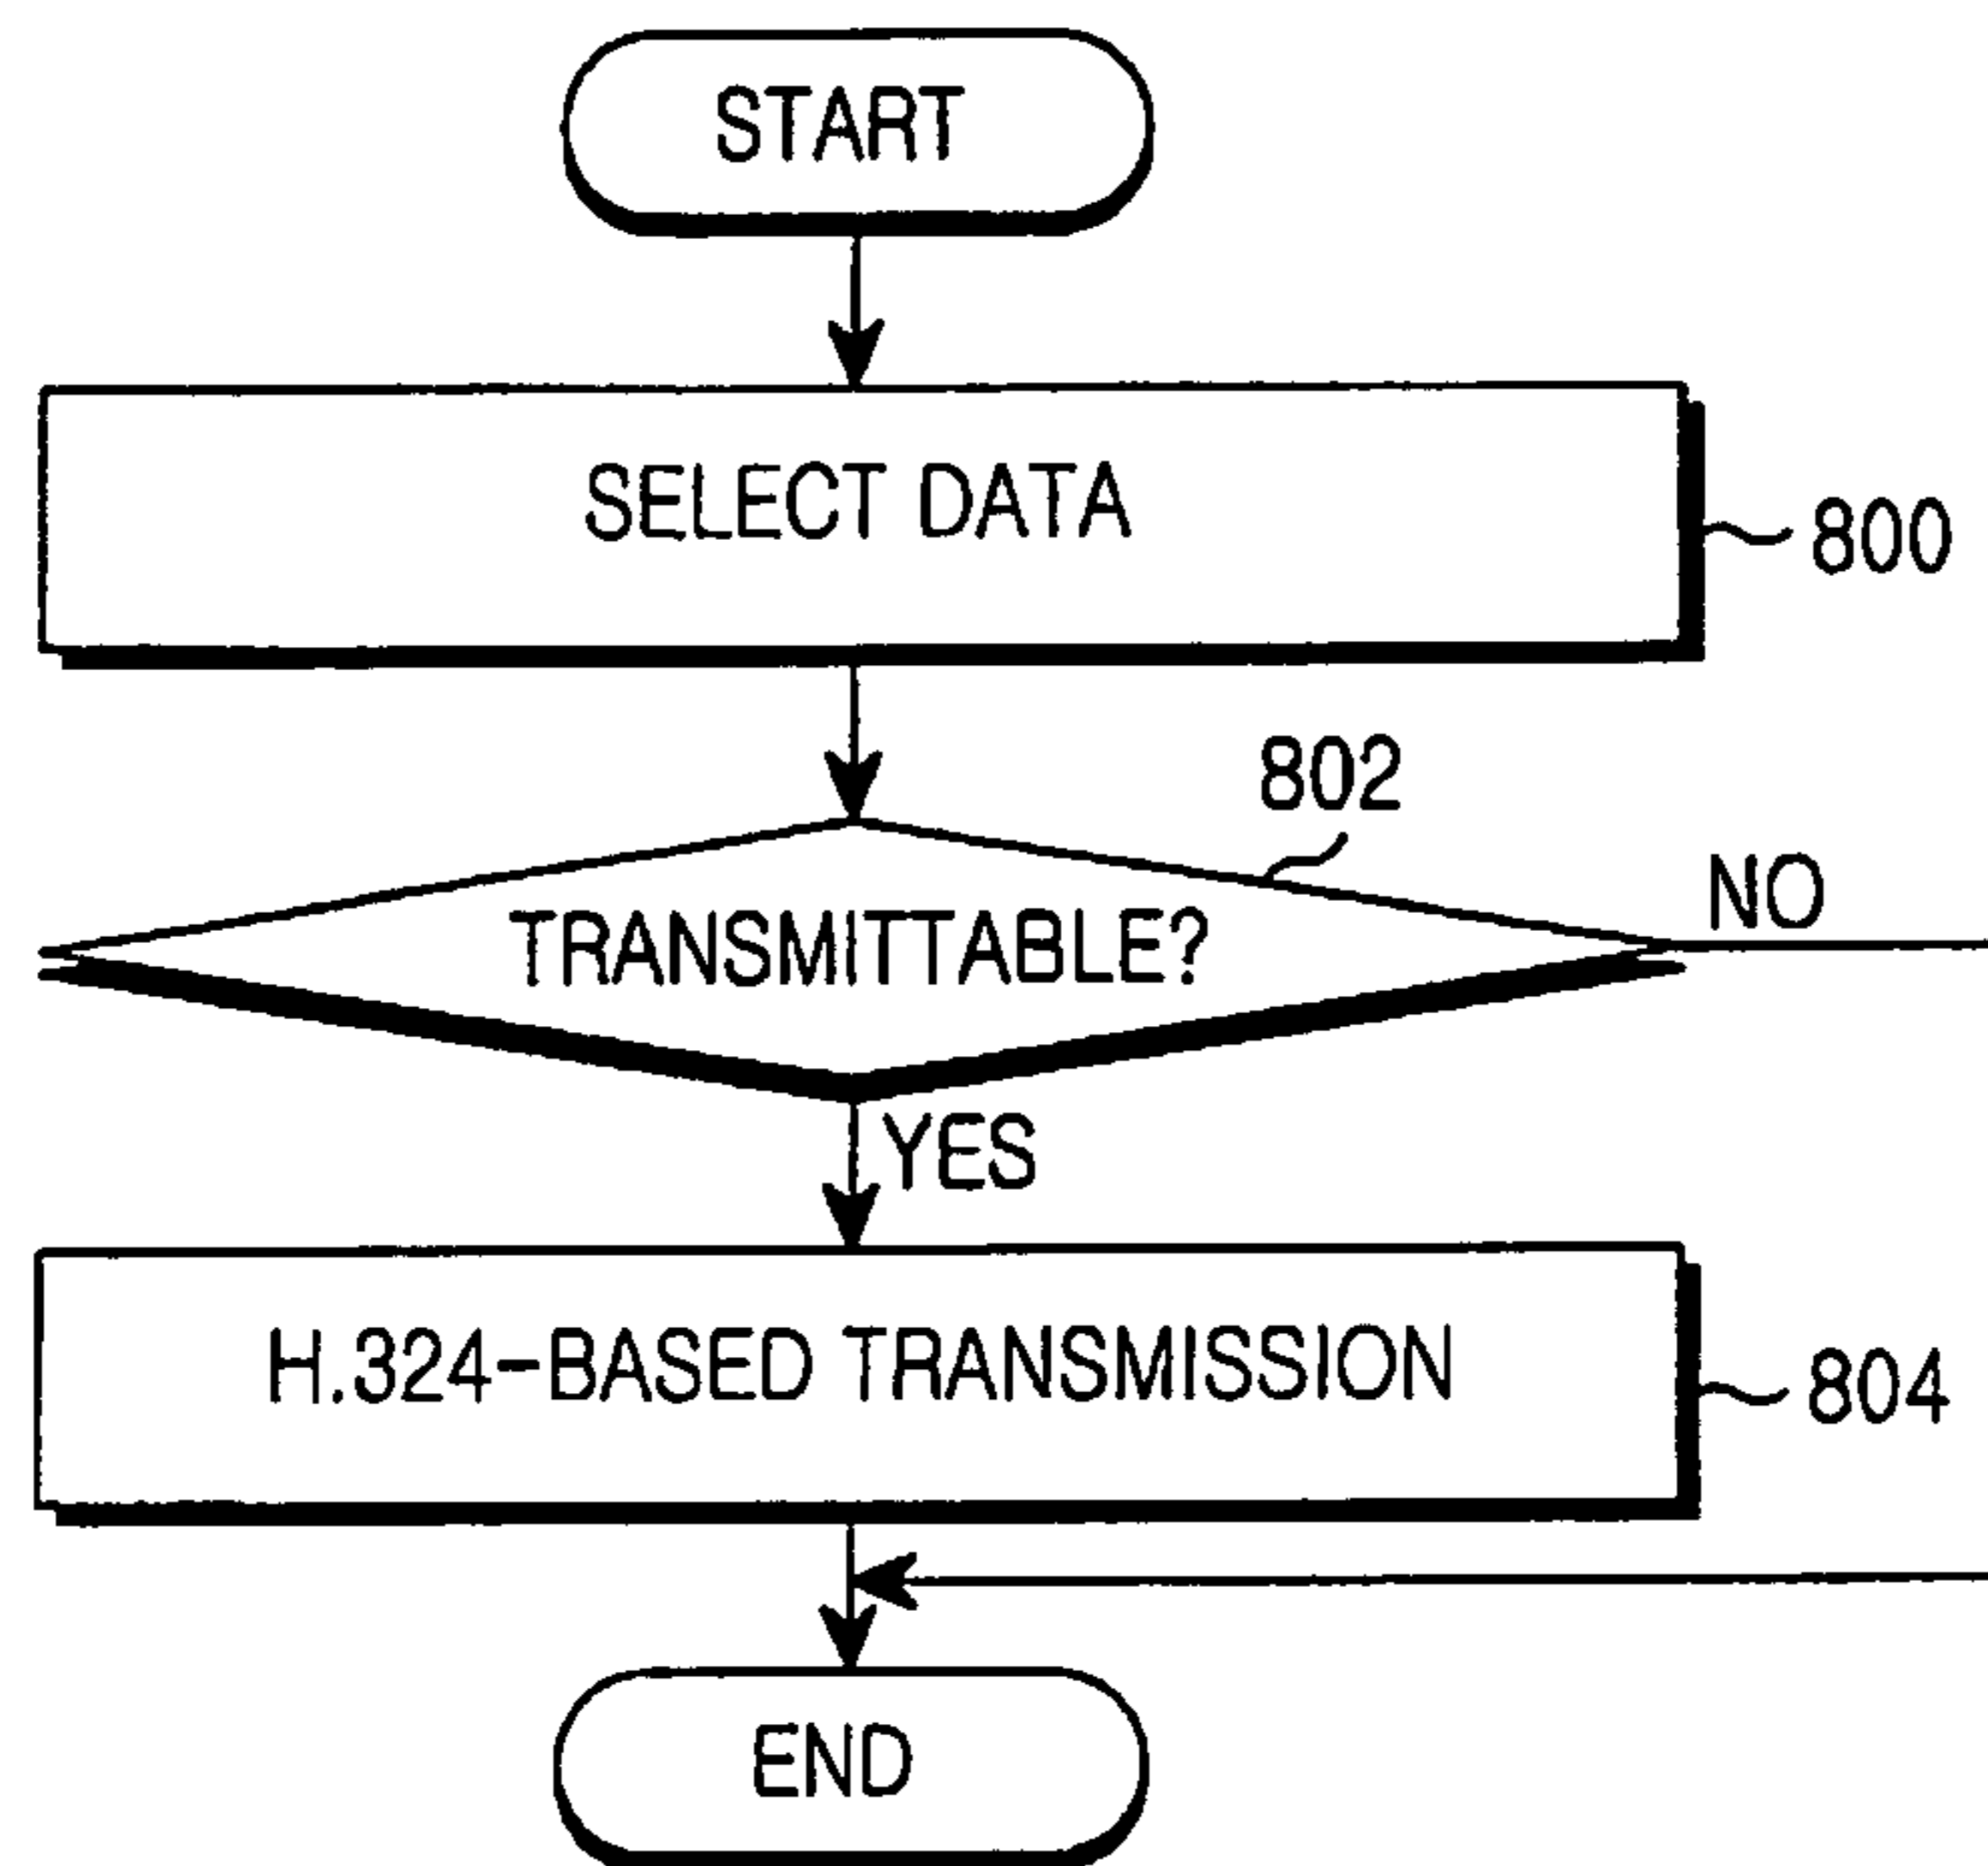 START
SELECT DATA
800
802
TRANSMITTABLE?
NO
YES
H.324-BASED TRANSMISSION
804
END